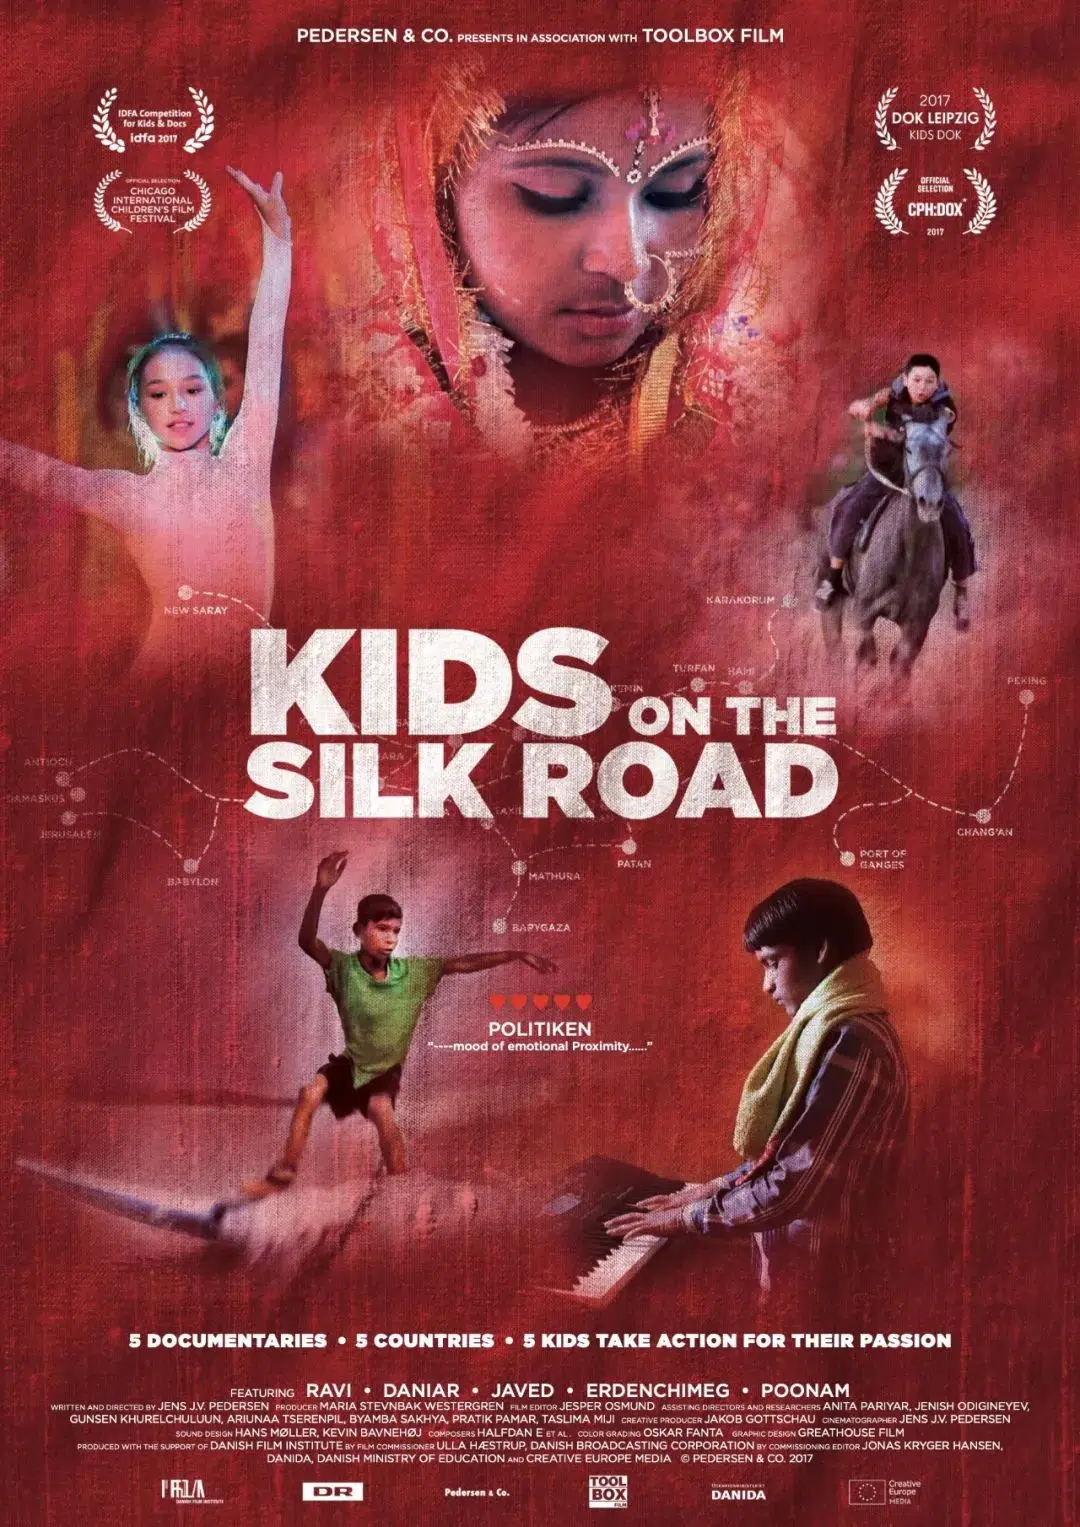 PEDERSEN & CO. PRESENTS IN ASSOCIATION WITH TOOLBOX FILM
IDFA Competition
for Kids & Docs
idfa 2017
OFFICIAL SELECTION
CHICAGO
INTERNATIONAL
CHILDREN'S FILM
FESTIVAL
2017
DOK LEIPZIG
KIDS DOK
OFFICIAL
SELECTION
CPH:DOX
2017
NEW SARAY
KARAKORUM
TURFAN
HAMI
PEKING
KIDS ON THE
SILK ROAD
ANTIOCH
DAMASKUS
JERUSALEM
BABYLON
CHANG'AN
PORT OF
GANGES
PATAN
MATHURA
BARYGAZA
POLITIKEN
"----mood of emotional Proximity......"
5 DOCUMENTARIES • 5 COUNTRIES • 5 KIDS TAKE ACTION FOR THEIR PASSION
FEATURING RAVI • DANIAR • JAVED • ERDENCHIMEG • POONAM
WRITTEN AND DIRECTED BY JENS J.V. PEDERSEN PRODUCER MARIA STEVNBAK WESTERGREN FILM EDITOR JESPER OSMUND ASSISTING DIRECTORS AND RESEARCHERS ANITA PARIYAR, JENISH ODIGINEYEV,
GUNSEN KHURELCHULUUN, ARIUNAA TSERENPIL, BYAMBA SAKHYA, PRATIK PAMAR, TASLIMA MIJI CREATIVE PRODUCER JAKOB GOTTSCHAU CINEMATOGRAPHER JENS J.V. PEDERSEN
SOUND DESIGN HANS MØLLER, KEVIN BAVNEHØJ COMPOSERS HALFDAN E ET AL. COLOR GRADING OSKAR FANTA GRAPHIC DESIGN GREATHOUSE FILM
PRODUCED WITH THE SUPPORT OF DANISH FILM INSTITUTE BY FILM COMMISSIONER ULLA HÆSTRUP, DANISH BROADCASTING CORPORATION BY COMMISSIONING EDITOR JONAS KRYGER HANSEN,
DANIDA, DANISH MINISTRY OF EDUCATION AND CREATIVE EUROPE MEDIA © PEDERSEN & CO. 2017
DANISH FILM INSTITUTE
DR
Pedersen & Co.
TOOL
BOX
FILM
DANIDA
Creative
Europe
MEDIA